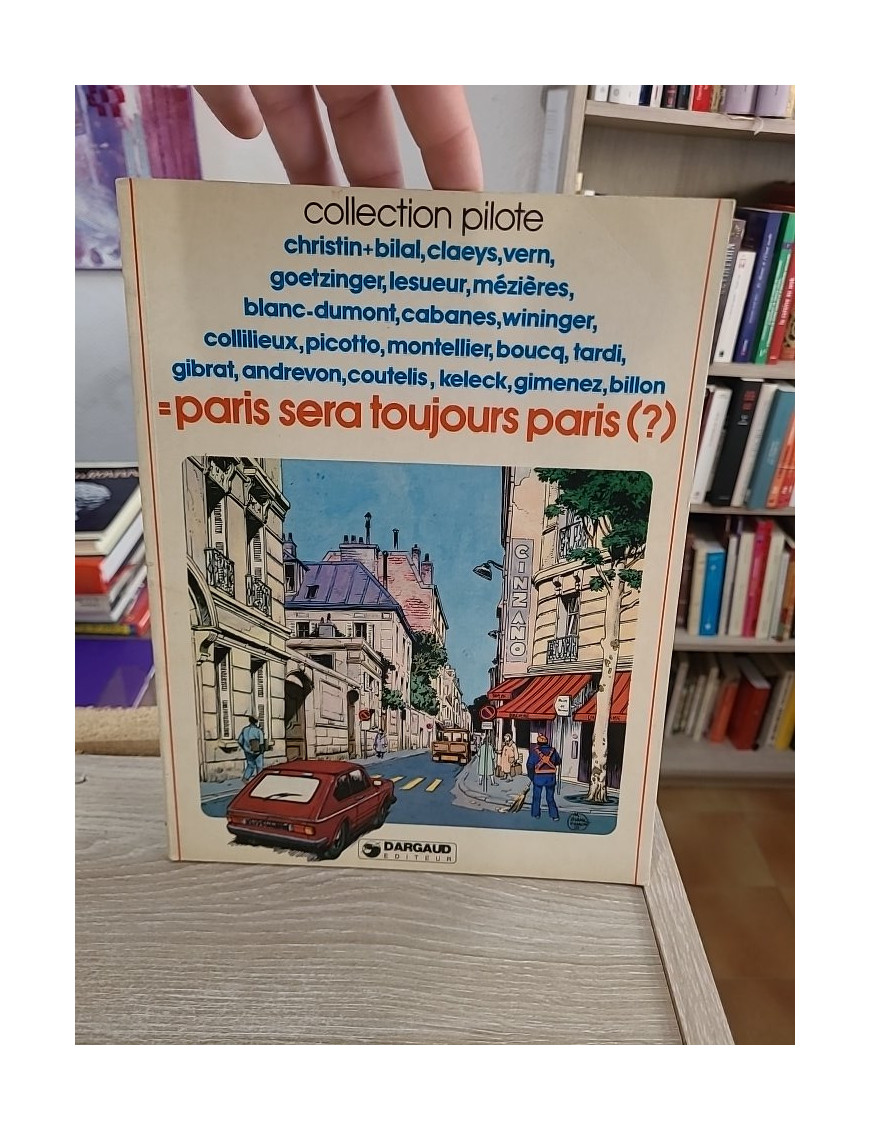 collection pilote
christin+bilal,claeys,vern,
goetzinger,lesueur,mézières,
blanc-dumont,cabanes,wininger,
collilieux,picotto,montellier,boucq, tardi,
gibrat, andrevon,coutelis, keleck,gimenez,billon
=paris sera toujours paris (?)
CINZANO
DARGAUD
EDITEUR